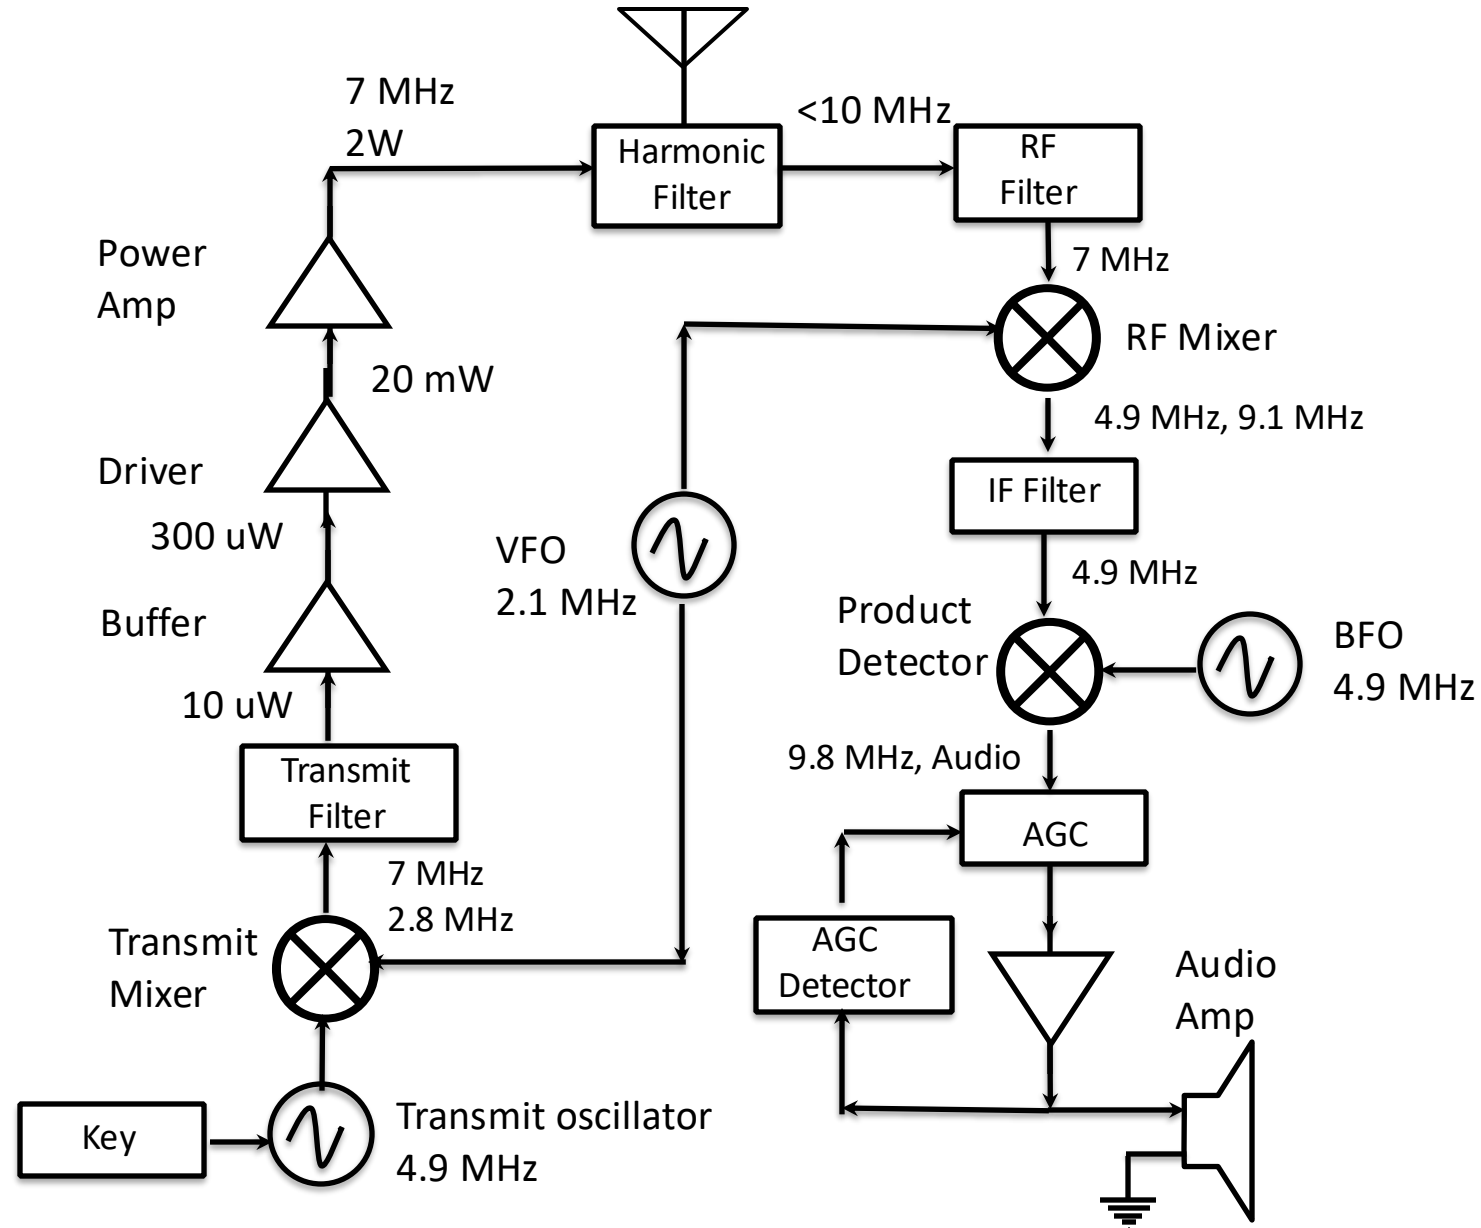 7 MHz
2W
<10 MHz
Harmonic
Filter
RF
Filter
Power
Amp
7 MHz
RF Mixer
20 mW
4.9 MHz, 9.1 MHz
Driver
IF Filter
300 uW
VFO
2.1 MHz
4.9 MHz
Buffer
Product
Detector
BFO
4.9 MHz
10 uW
Transmit
Filter
9.8 MHz, Audio
AGC
7 MHz
2.8 MHz
Transmit
Mixer
AGC
Detector
Audio
Amp
Key
Transmit oscillator
4.9 MHz